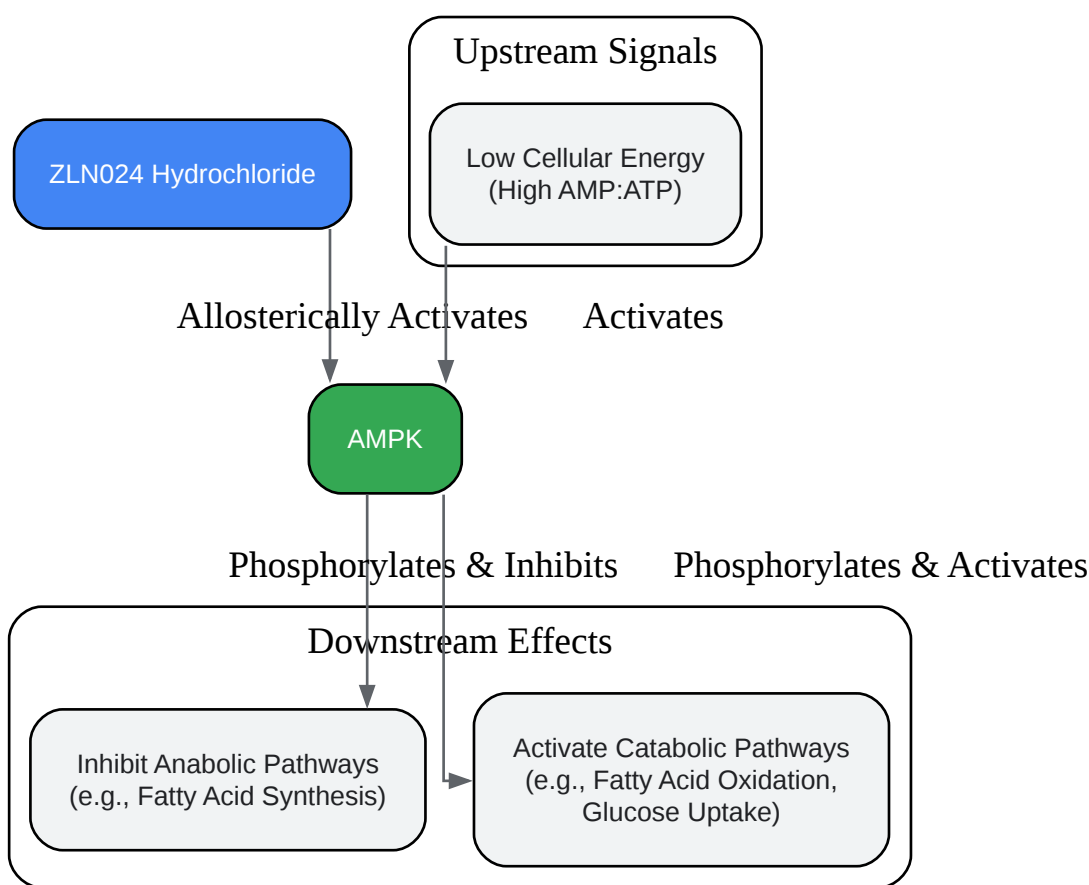 Upstream Signals
ZLN024 Hydrochloride
Low Cellular Energy
(High AMP:ATP)
Allosterically Activates
Activates
AMPK
Phosphorylates & Inhibits
Phosphorylates & Activates
Downstream Effects
Inhibit Anabolic Pathways
(e.g., Fatty Acid Synthesis)
Activate Catabolic Pathways
(e.g., Fatty Acid Oxidation,
Glucose Uptake)